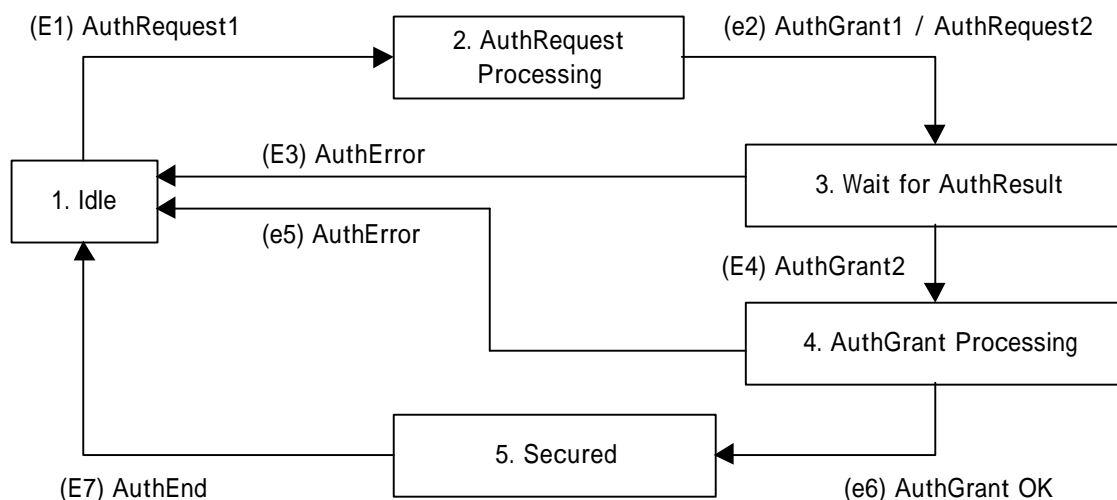 (E1) AuthRequest1
2. AuthRequest
Processing
(e2) AuthGrant1 / AuthRequest2
(E3) AuthError
1. Idle
3. Wait for AuthResult
(e5) AuthError
(E4) AuthGrant2
4. AuthGrant Processing
5. Secured
(E7) AuthEnd
(e6) AuthGrant OK